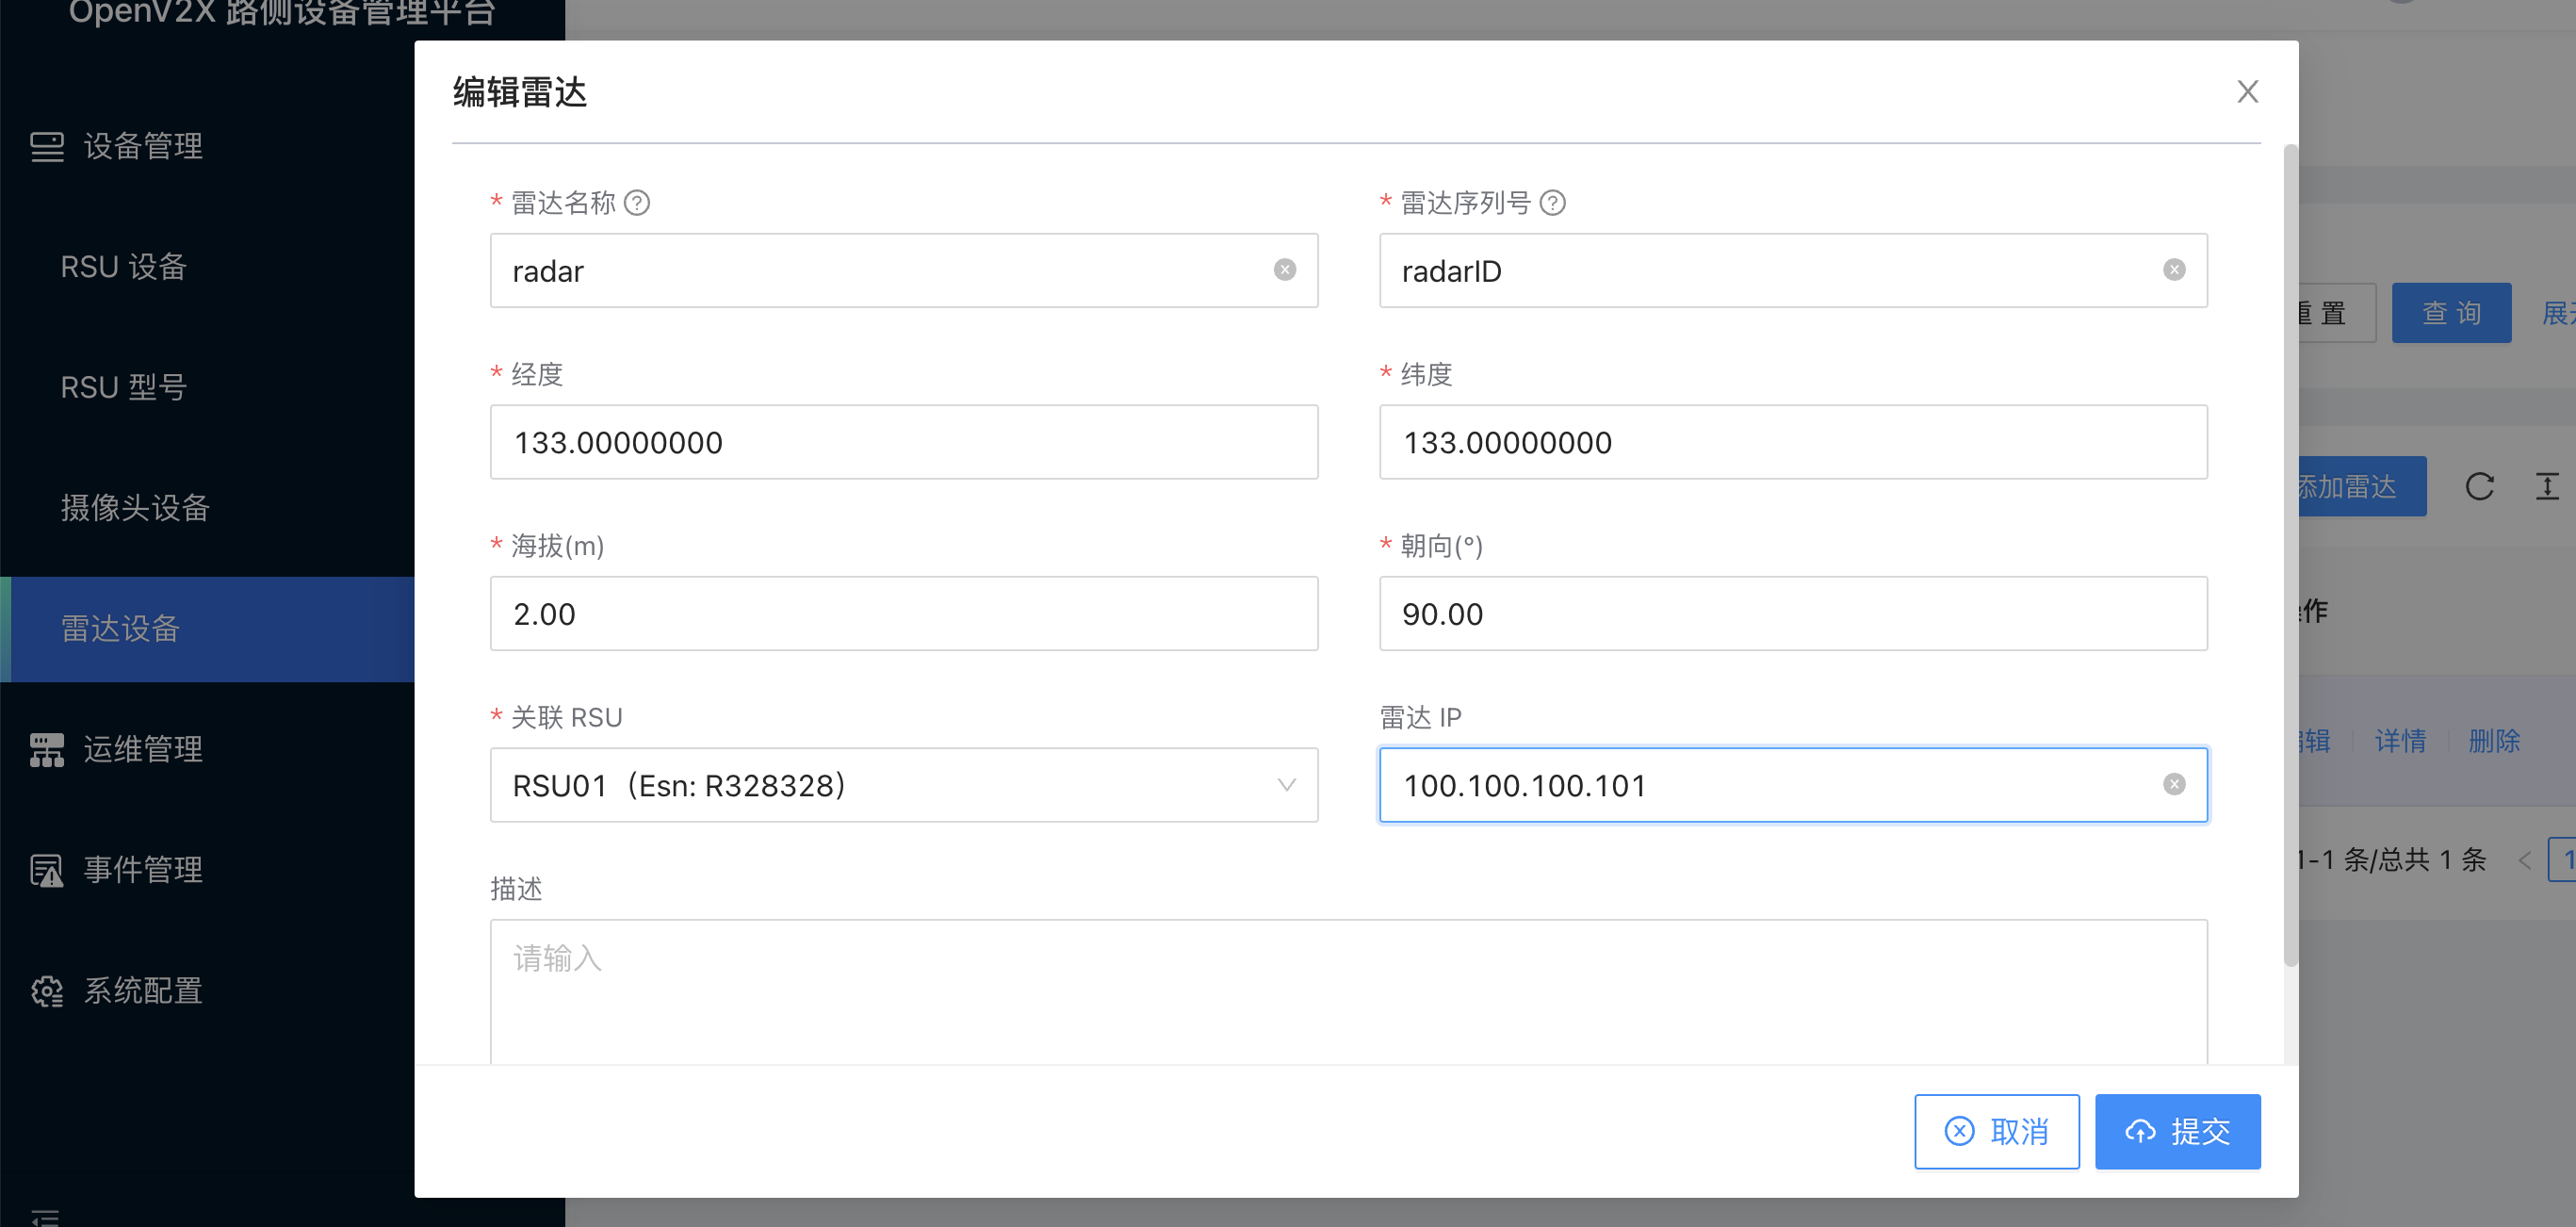 OpenV2X 路侧设备管理平台
设备管理
RSU 设备
RSU 型号
摄像头设备
雷达设备
运维管理
事件管理
系统配置
编辑雷达
* 雷达名称 ?
radar
* 雷达序列号 ?
radarID
* 经度
133.00000000
* 纬度
133.00000000
* 海拔(m)
2.00
* 朝向(°)
90.00
* 关联 RSU
RSU01（Esn: R328328）
雷达 IP
100.100.100.101
描述
请输入
取消
提交
重 置
查 询
展开
添加雷达
操作
编辑
详情
删除
1-1 条/总共 1 条
1